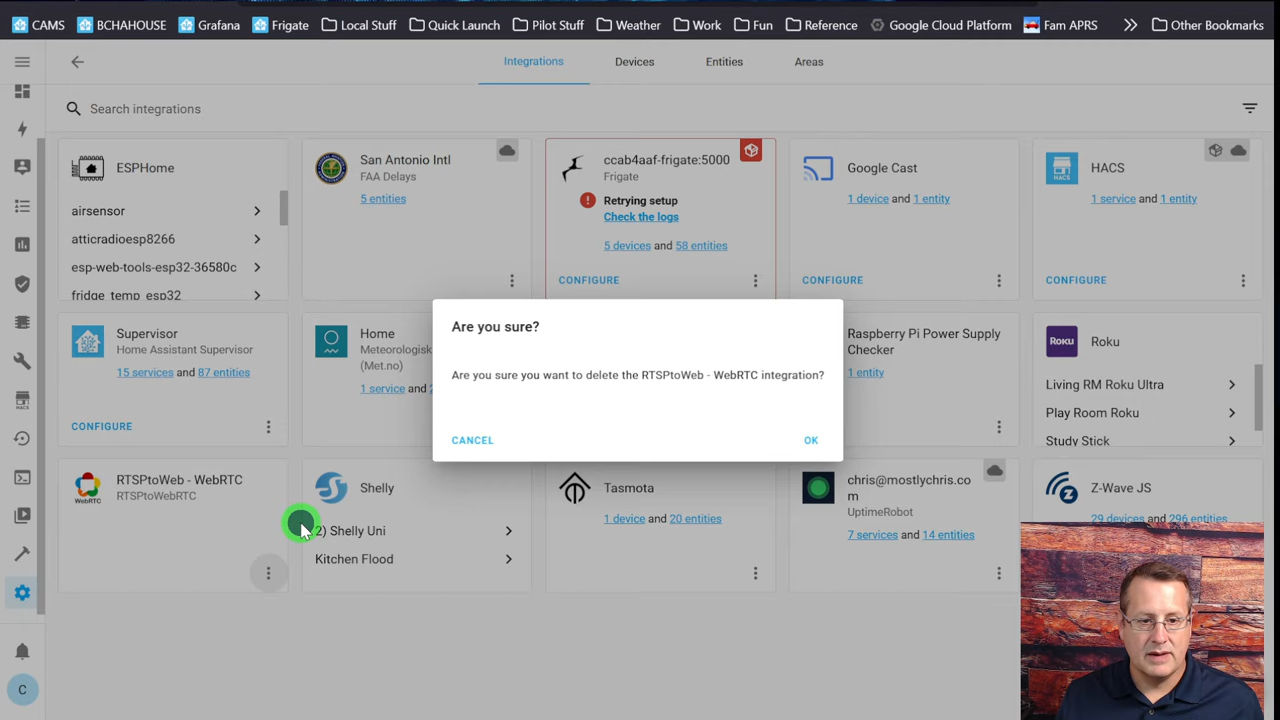 CAMS BCHAHOUSE Grafana Frigate Local Stuff Quick Launch Pilot Stuff Weather Work Fun Reference Google Cloud Platform Fam APRS Other Bookmarks
Integrations Devices Entities Areas
Search integrations
ESPHome
airsensor
atticradioesp8266
esp-web-tools-esp32-36580c
fridge_temp_esp32
San Antonio Intl
FAA Delays
5 entities
ccab4aaf-frigate:5000
Frigate
Retrying setup
Check the logs
5 devices and 58 entities
CONFIGURE
Google Cast
1 device and 1 entity
CONFIGURE
HACS
HACS
1 service and 1 entity
CONFIGURE
Supervisor
Home Assistant Supervisor
15 services and 87 entities
CONFIGURE
Home
Meteorologisk
(Met.no)
1 service and
Are you sure?
Are you sure you want to delete the RTSPtoWeb - WebRTC integration?
CANCEL OK
Raspberry Pi Power Supply
Checker
1 entity
Roku
Roku
Living RM Roku Ultra
Play Room Roku
Study Stick
WebRTC
RTSPtoWeb - WebRTC
RTSPtoWebRTC
Shelly
2) Shelly Uni
Kitchen Flood
Tasmota
1 device and 20 entities
chris@mostlychris.co
m
UptimeRobot
7 services and 14 entities
Z-Wave JS
29 devices and 296 entities
C